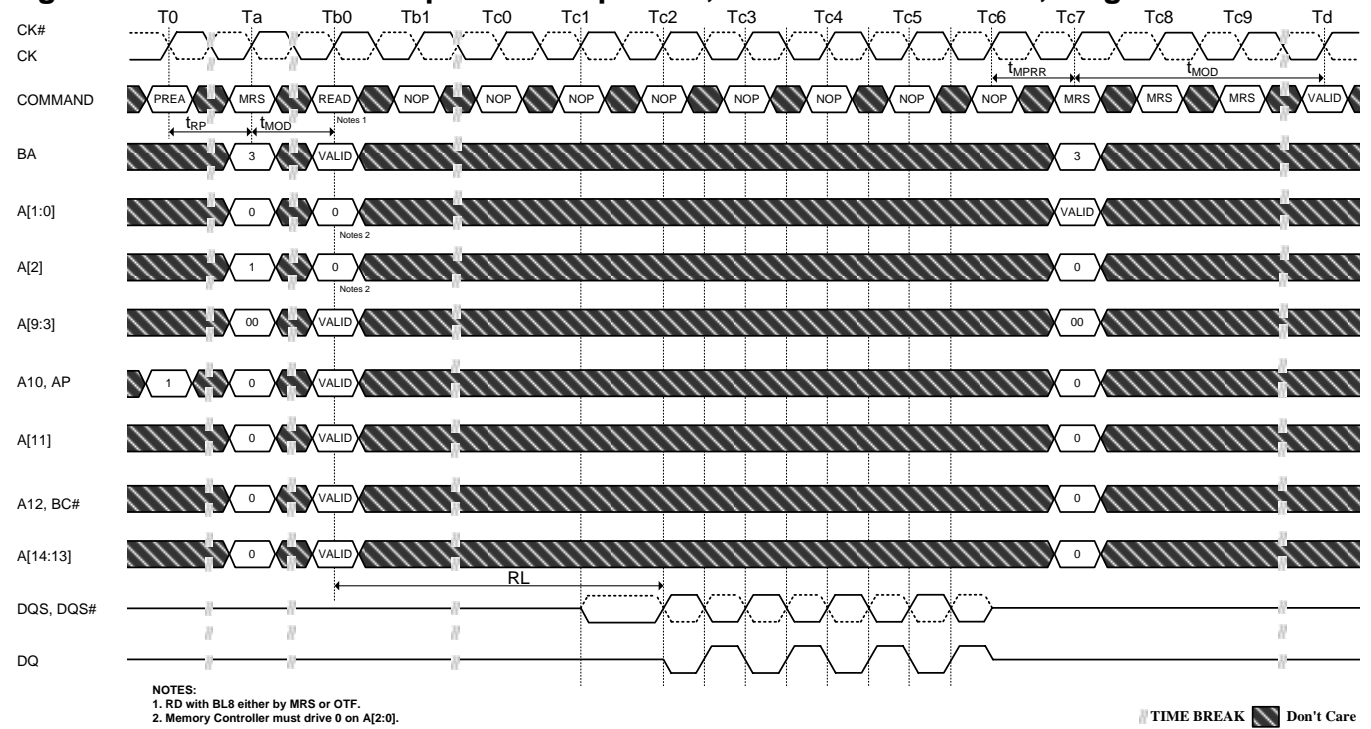 T0 Ta Tb0 Tb1 Tc0 Tc1 Tc2 Tc3 Tc4 Tc5 Tc6 Tc7 Tc8 Tc9 Td
CK#
CK
tMPRR tMOD
COMMAND PREA MRS READ NOP NOP NOP NOP NOP NOP NOP NOP MRS MRS MRS VALID
tRP tMOD Notes 1
BA 3 VALID 3
A[1:0] 0 0 VALID
Notes 2
A[2] 1 0 0
Notes 2
A[9:3] 00 VALID 00
A10, AP 1 0 VALID 0
A[11] 0 VALID 0
A12, BC# 0 VALID 0
A[14:13] 0 VALID 0
RL
DQS, DQS#
DQ
NOTES:
1. RD with BL8 either by MRS or OTF.
2. Memory Controller must drive 0 on A[2:0].
TIME BREAK Don't Care